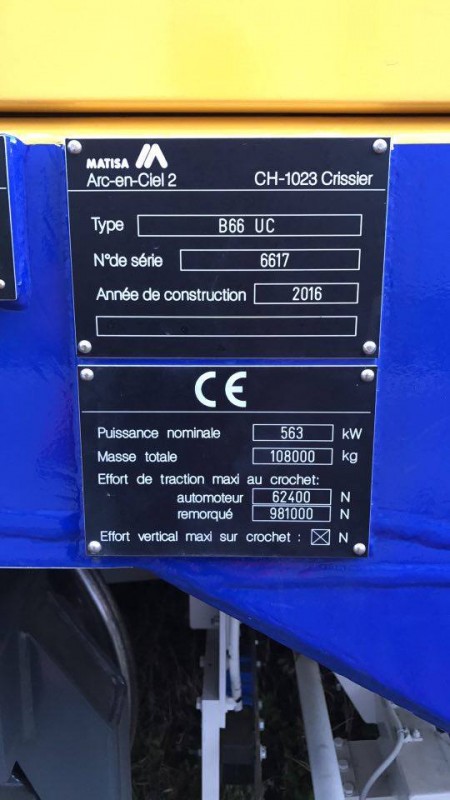 MATISA
Arc-en-Ciel 2 CH-1023 Crissier
Type B66 UC
N°de série 6617
Année de construction 2016
CE
Puissance nominale 563 kW
Masse totale 108000 kg
Effort de traction maxi au crochet:
automoteur 62400 N
remorqué 981000 N
Effort vertical maxi sur crochet : N